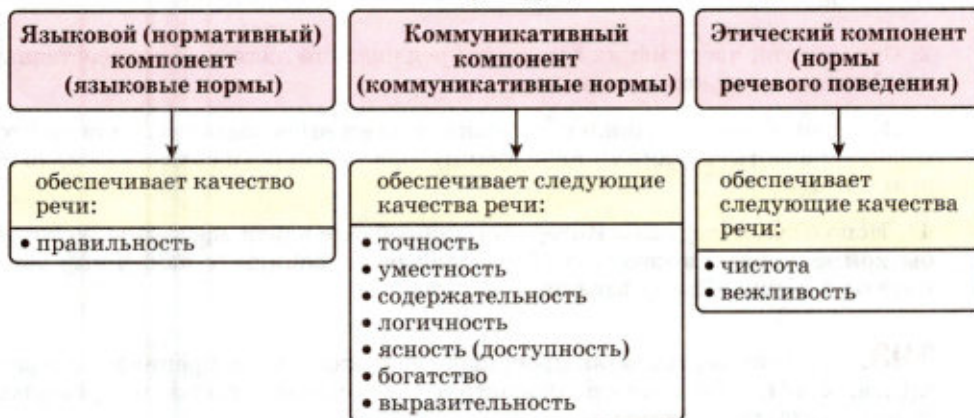 Языковой (нормативный)
компонент
(языковые нормы)
обеспечивает качество
речи:
• правильность
Коммуникативный
компонент
(коммуникативные нормы)
обеспечивает следующие
качества речи:
• точность
• уместность
• содержательность
• логичность
• ясность (доступность)
• богатство
• выразительность
Этический компонент
(нормы
речевого поведения)
обеспечивает
следующие качества
речи:
• чистота
• вежливость